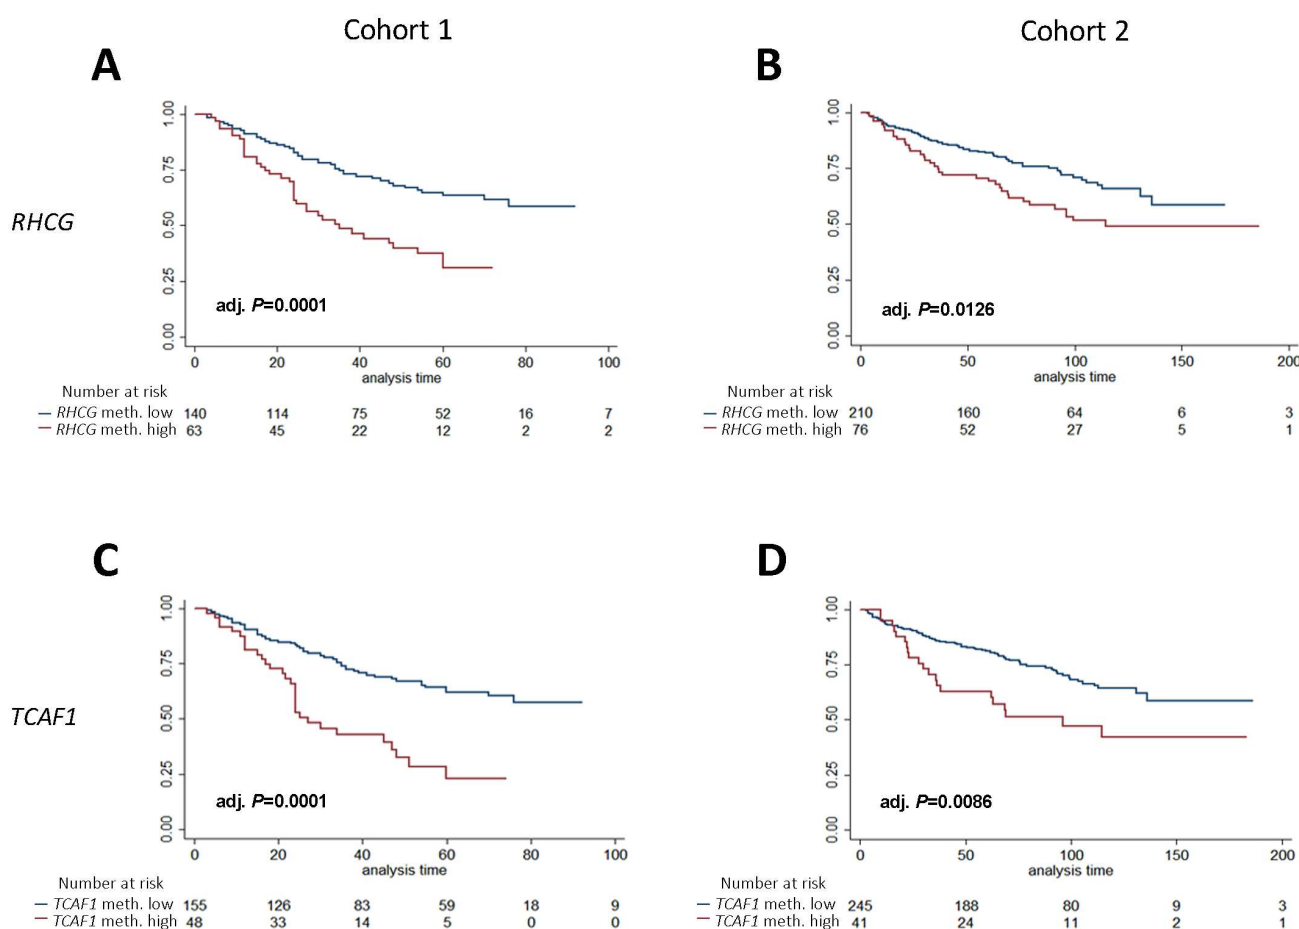 Cohort 1
Cohort 2
A
B
RHCG
1.00
0.75
0.50
0.25
0.00
adj. P=0.0001
0 20 40 60 80 100
analysis time
Number at risk
RHCG meth. low 140 114 75 52 16 7
RHCG meth. high 63 45 22 12 2 2
1.00
0.75
0.50
0.25
0.00
adj. P=0.0126
0 50 100 150 200
analysis time
Number at risk
RHCG meth. low 210 160 64 6 3
RHCG meth. high 76 52 27 5 1
C
D
TCAF1
1.00
0.75
0.50
0.25
0.00
adj. P=0.0001
0 20 40 60 80 100
analysis time
Number at risk
TCAF1 meth. low 155 126 83 59 18 9
TCAF1 meth. high 48 33 14 5 0 0
1.00
0.75
0.50
0.25
0.00
adj. P=0.0086
0 50 100 150 200
analysis time
Number at risk
TCAF1 meth. low 245 188 80 9 3
TCAF1 meth. high 41 24 11 2 1